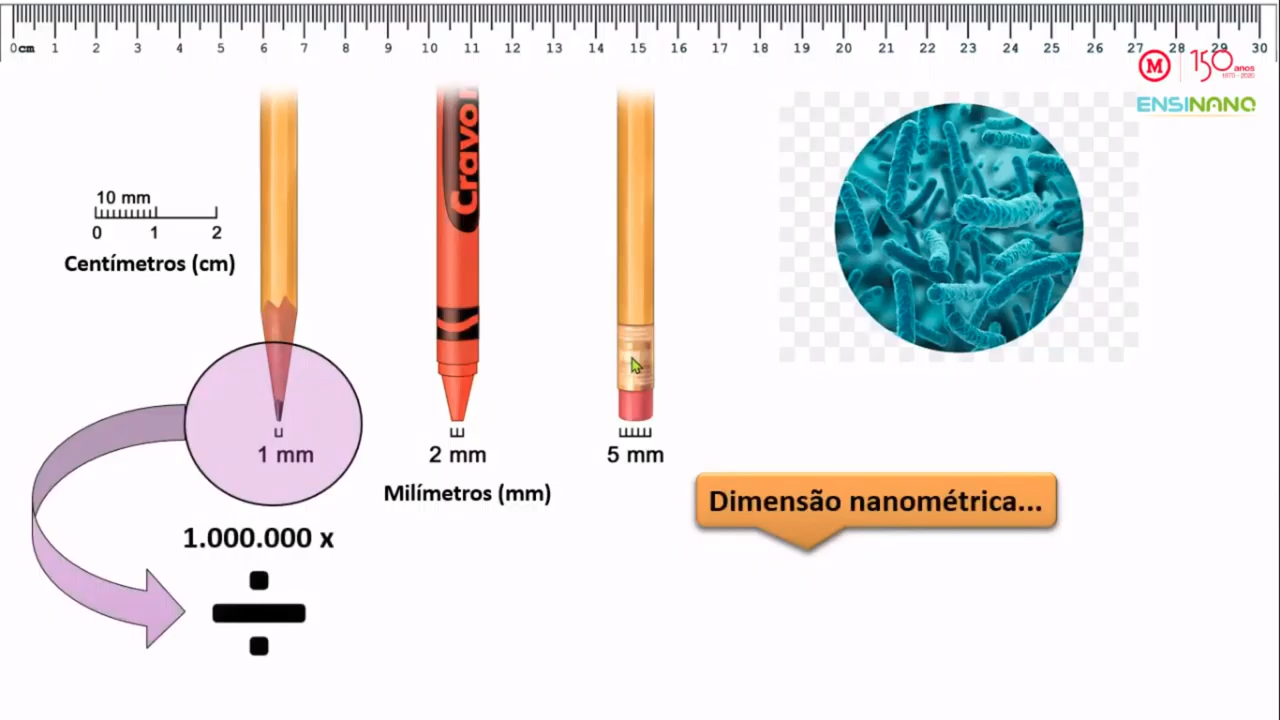 0cm 1 2 3 4 5 6 7 8 9 10 11 12 13 14 15 16 17 18 19 20 21 22 23 24 25 26 27 28 29 30
M 150 anos
1870 - 2020
ENSINANO
Crayo
10 mm
0 1 2
Centímetros (cm)
1 mm
2 mm
5 mm
Milímetros (mm)
Dimensão nanométrica...
1.000.000 x